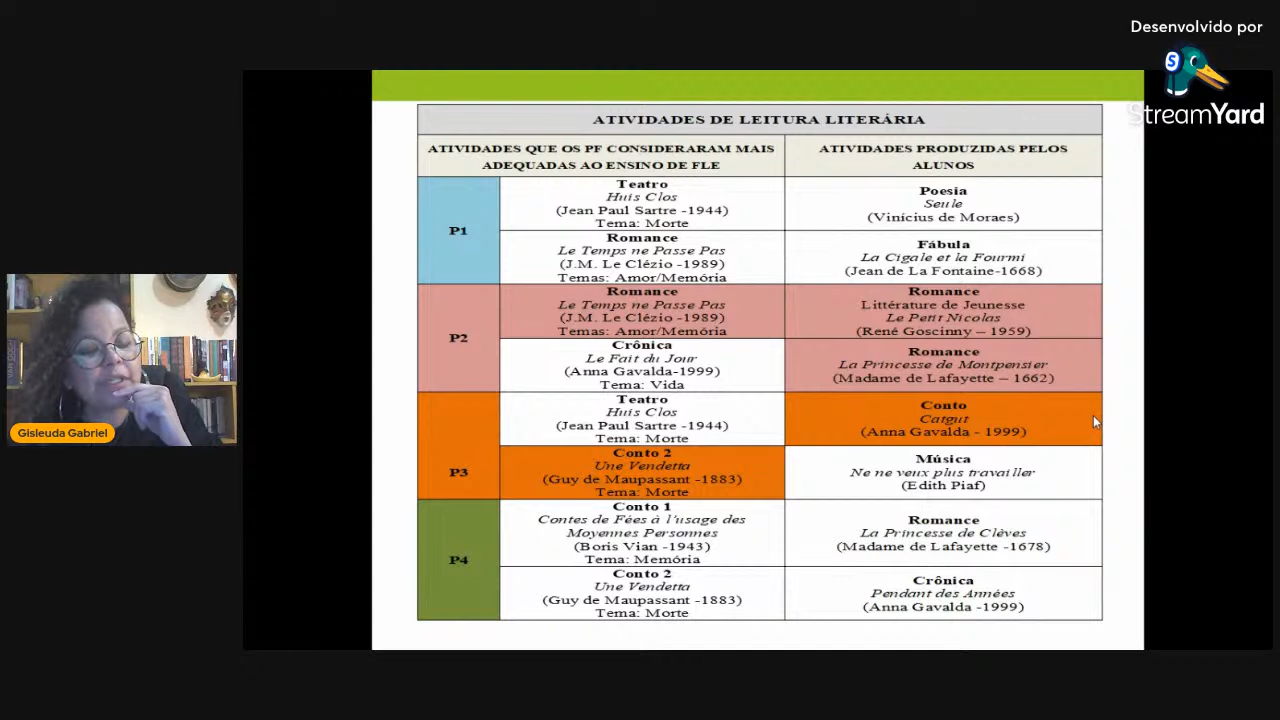 Desenvolvido por
StreamYard
ATIVIDADES DE LEITURA LITERÁRIA
ATIVIDADES QUE OS PF CONSIDERARAM MAIS
ADEQUADAS AO ENSINO DE FLE
ATIVIDADES PRODUZIDAS PELOS
ALUNOS
P1
Teatro
Huis Clos
(Jean Paul Sartre -1944)
Tema: Morte
Poesia
Seule
(Vinícius de Moraes)
Romance
Le Temps ne Passe Pas
(J.M. Le Clézio -1989)
Temas: Amor/Memória
Fábula
La Cigale et la Fourmi
(Jean de La Fontaine-1668)
P2
Romance
Le Temps ne Passe Pas
(J.M. Le Clézio -1989)
Temas: Amor/Memória
Romance
Littérature de Jeunesse
Le Petit Nicolas
(René Goscinny – 1959)
Crônica
Le Fait du Jour
(Anna Gavalda-1999)
Tema: Vida
Romance
La Princesse de Montpensier
(Madame de Lafayette – 1662)
P3
Teatro
Huis Clos
(Jean Paul Sartre -1944)
Tema: Morte
Conto
Catgut
(Anna Gavalda - 1999)
Conto 2
Une Vendetta
(Guy de Maupassant -1883)
Tema: Morte
Música
Ne ne veux plus travailler
(Edith Piaf)
P4
Conto 1
Contes de Fées à l'usage des
Moyennes Personnes
(Boris Vian -1943)
Tema: Memória
Romance
La Princesse de Clèves
(Madame de Lafayette -1678)
Conto 2
Une Vendetta
(Guy de Maupassant -1883)
Tema: Morte
Crônica
Pendant des Années
(Anna Gavalda -1999)
Gisleuda Gabriel
VAN GOGH